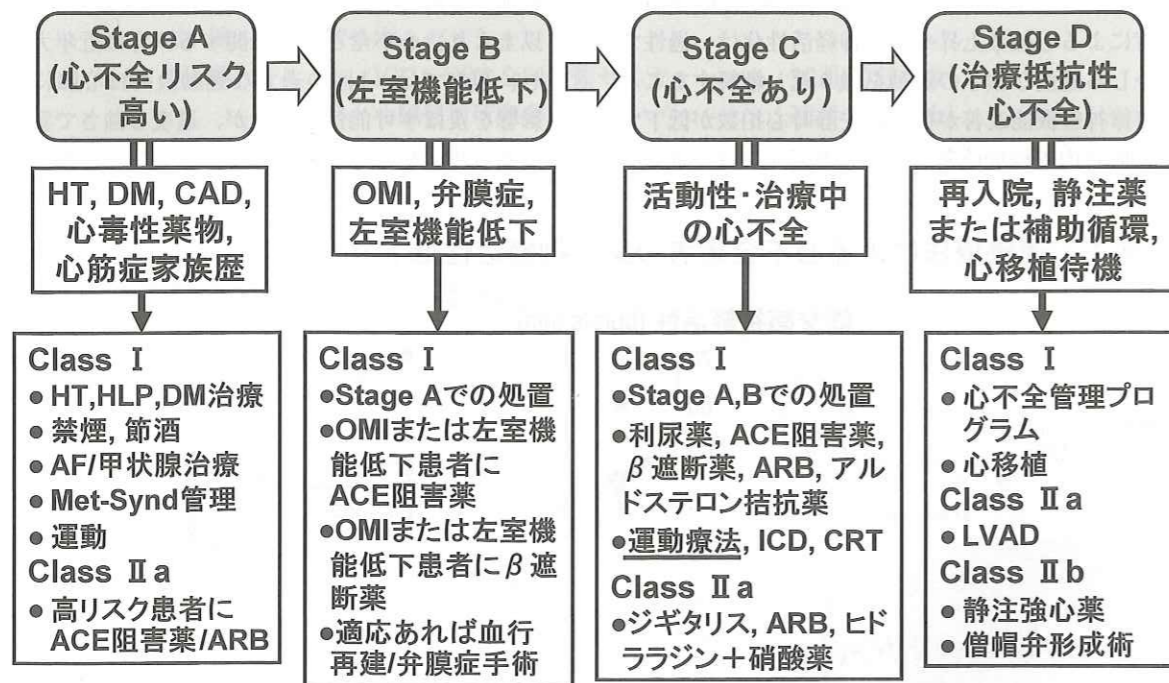 Stage A
(心不全リスク
高い)
Stage B
(左室機能低下)
Stage C
(心不全あり)
Stage D
(治療抵抗性
心不全)
HT, DM, CAD,
心毒性薬物,
心筋症家族歴
OMI, 弁膜症,
左室機能低下
活動性・治療中
の心不全
再入院, 静注薬
または補助循環,
心移植待機
Class Ⅰ
●HT,HLP,DM治療
●禁煙, 節酒
●AF/甲状腺治療
●Met-Synd管理
●運動
Class Ⅱa
●高リスク患者に
ACE阻害薬/ARB
Class Ⅰ
●Stage Aでの処置
●OMIまたは左室機
能低下患者に
ACE阻害薬
●OMIまたは左室機
能低下患者にβ遮
断薬
●適応あれば血行
再建/弁膜症手術
Class Ⅰ
●Stage A,Bでの処置
●利尿薬, ACE阻害薬,
β遮断薬, ARB, アル
ドステロン拮抗薬
●運動療法, ICD, CRT
Class Ⅱa
●ジギタリス, ARB, ヒド
ララジン＋硝酸薬
Class Ⅰ
●心不全管理プロ
グラム
●心移植
Class Ⅱa
●LVAD
Class Ⅱb
●静注強心薬
●僧帽弁形成術